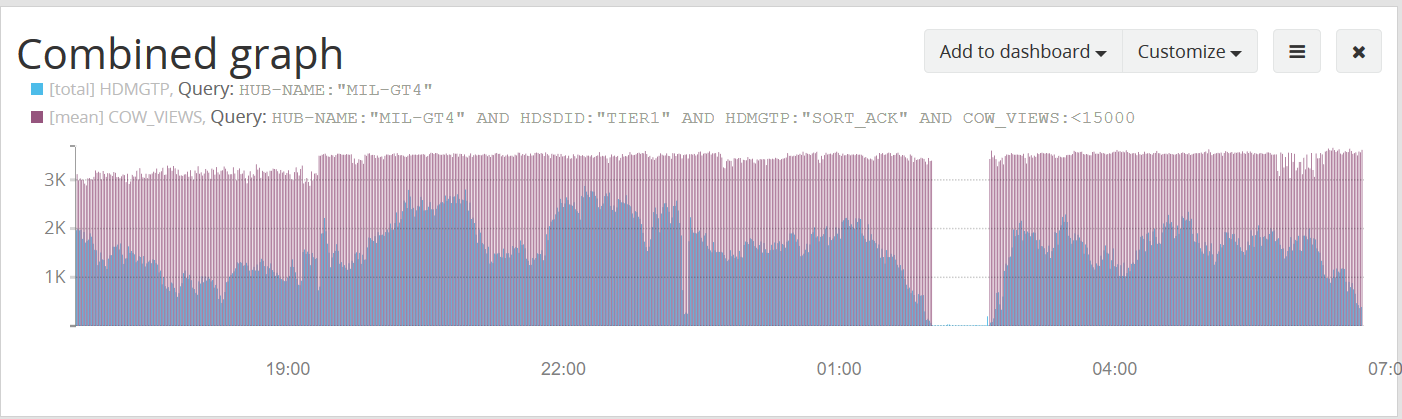 Combined graph
Add to dashboard
Customize
[total] HDMGTP, Query: HUB-NAME:"MIL-GT4"
[mean] COW_VIEWS, Query: HUB-NAME:"MIL-GT4" AND HDSDID:"TIER1" AND HDMGTP:"SORT_ACK" AND COW_VIEWS:<15000
3K
2K
1K
19:00
22:00
01:00
04:00
07:0